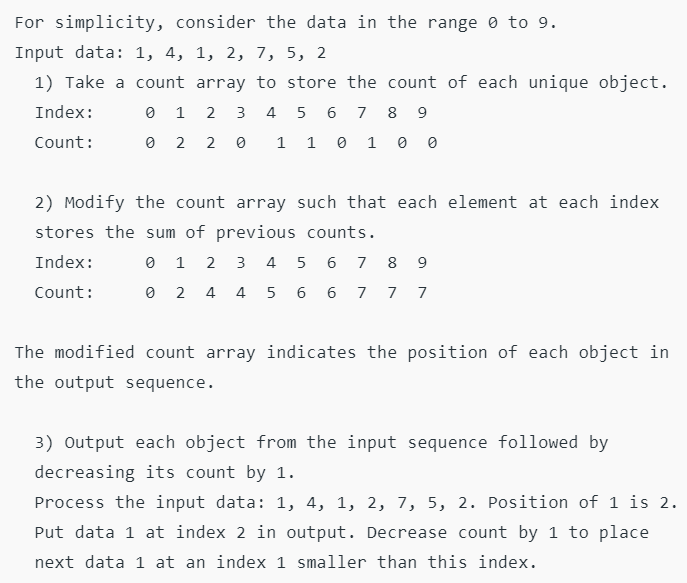 For simplicity, consider the data in the range 0 to 9.
Input data: 1, 4, 1, 2, 7, 5, 2
1) Take a count array to store the count of each unique object.
Index: 0 1 2 3 4 5 6 7 8 9
Count: 0 2 2 0 1 1 0 1 0 0
2) Modify the count array such that each element at each index
stores the sum of previous counts.
Index: 0 1 2 3 4 5 6 7 8 9
Count: 0 2 4 4 5 6 6 7 7 7
The modified count array indicates the position of each object in
the output sequence.
3) Output each object from the input sequence followed by
decreasing its count by 1.
Process the input data: 1, 4, 1, 2, 7, 5, 2. Position of 1 is 2.
Put data 1 at index 2 in output. Decrease count by 1 to place
next data 1 at an index 1 smaller than this index.